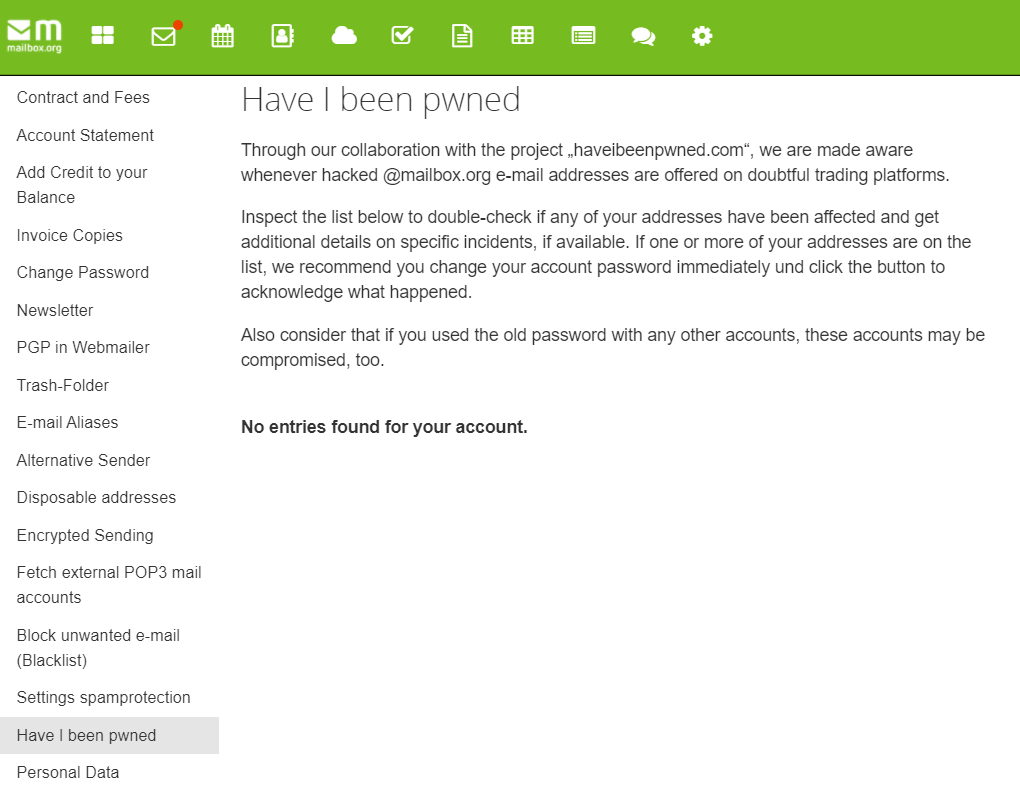 mailbox.org
Contract and Fees
Account Statement
Add Credit to your
Balance
Invoice Copies
Change Password
Newsletter
PGP in Webmailer
Trash-Folder
E-mail Aliases
Alternative Sender
Disposable addresses
Encrypted Sending
Fetch external POP3 mail
accounts
Block unwanted e-mail
(Blacklist)
Settings spamprotection
Have I been pwned
Personal Data
Have I been pwned
Through our collaboration with the project „haveibeenpwned.com“, we are made aware
whenever hacked @mailbox.org e-mail addresses are offered on doubtful trading platforms.
Inspect the list below to double-check if any of your addresses have been affected and get
additional details on specific incidents, if available. If one or more of your addresses are on the
list, we recommend you change your account password immediately und click the button to
acknowledge what happened.
Also consider that if you used the old password with any other accounts, these accounts may be
compromised, too.
No entries found for your account.